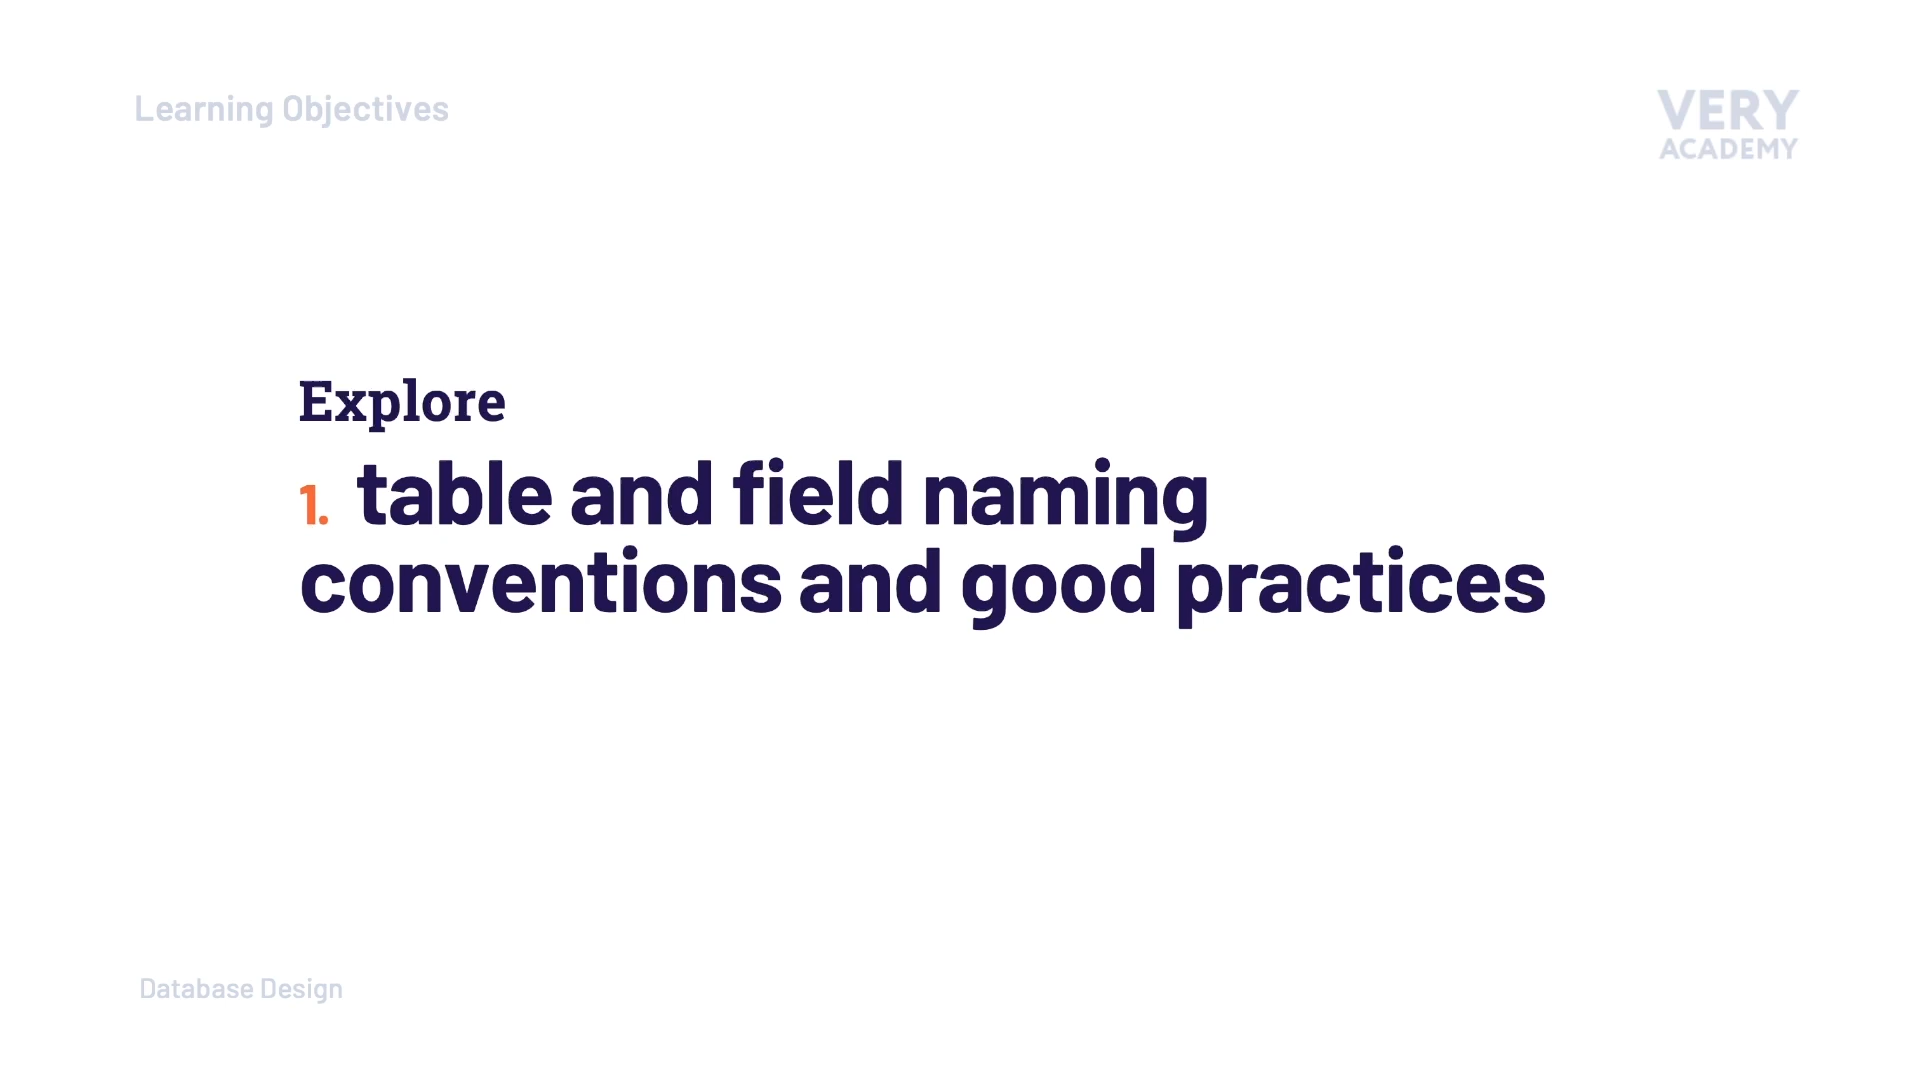 Learning Objectives
VERY
ACADEMY
Explore
1. table and field naming
conventions and good practices
Database Design